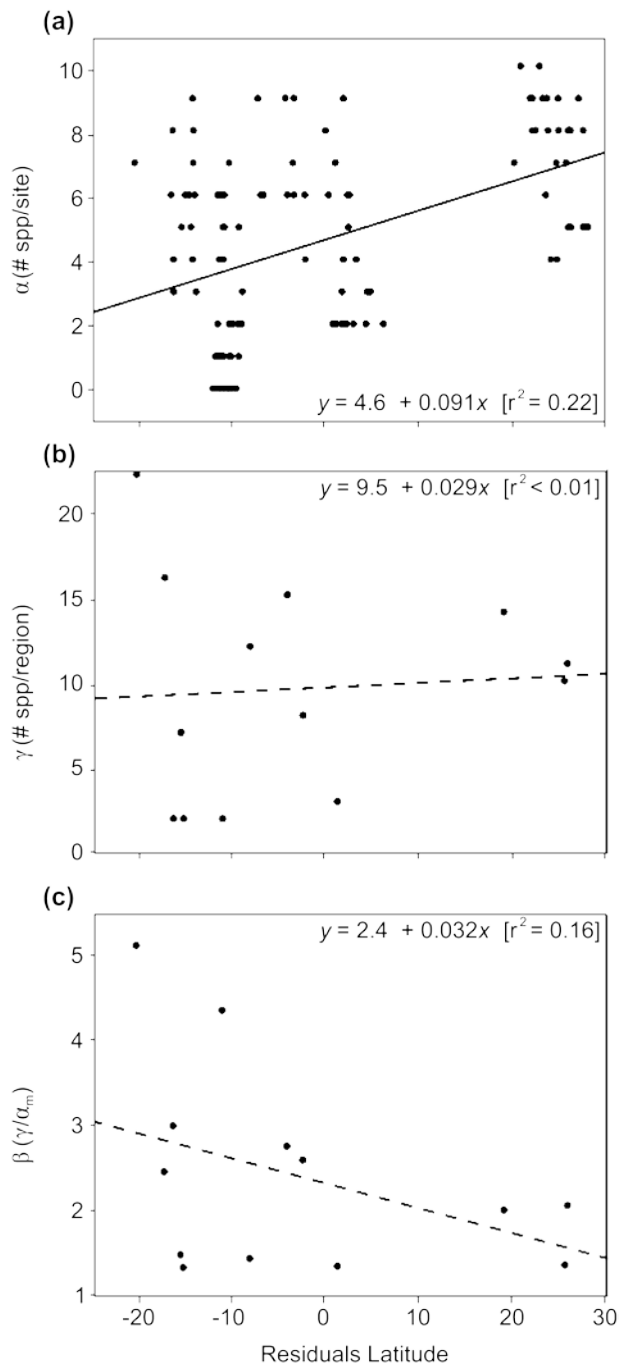 (a)
10
8
6
4
2
0
α (# spp/site)
y = 4.6 + 0.091x [r² = 0.22]
(b)
y = 9.5 + 0.029x [r² < 0.01]
20
15
10
5
0
γ (# spp/region)
(c)
y = 2.4 + 0.032x [r² = 0.16]
5
4
3
2
1
β (γ/αm)
-20 -10 0 10 20 30
Residuals Latitude